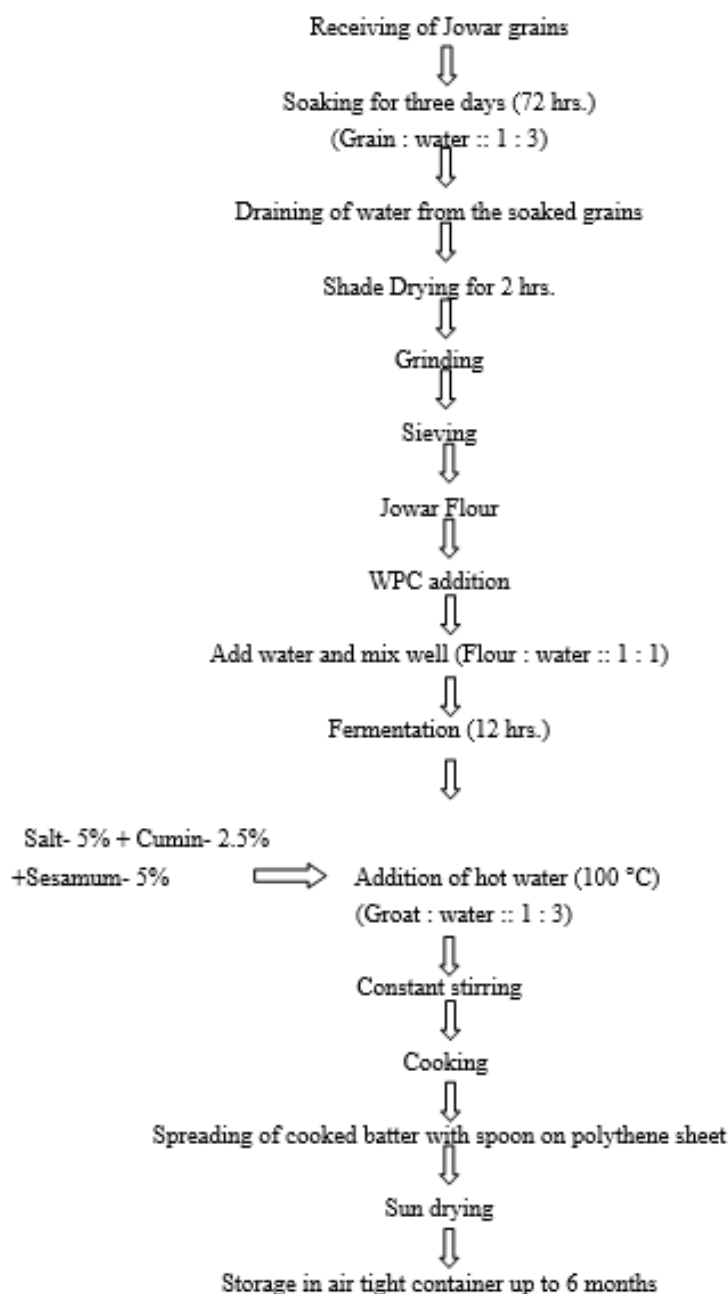 Receiving of Jowar grains
Soaking for three days (72 hrs.)
(Grain : water :: 1 : 3)
Draining of water from the soaked grains
Shade Drying for 2 hrs.
Grinding
Sieving
Jowar Flour
WPC addition
Add water and mix well (Flour : water :: 1 : 1)
Fermentation (12 hrs.)
Salt- 5% + Cumin- 2.5%
+Sesamum- 5%
Addition of hot water (100 °C)
(Groat : water :: 1 : 3)
Constant stirring
Cooking
Spreading of cooked batter with spoon on polythene sheet
Sun drying
Storage in air tight container up to 6 months